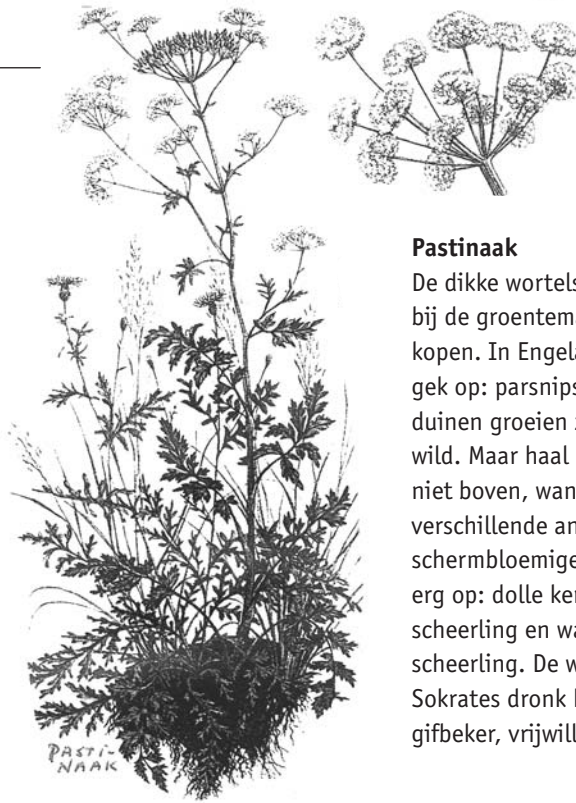 Pastinaak
De dikke wortels
bij de groentema
kopen. In Engela
gek op: parsnips
duinen groeien
wild. Maar haal
niet boven, want
verschillende an
schermbloemige
erg op: dolle ker
scheerling en wa
scheerling. De w
Sokrates dronk
gifbeker, vrijwill
PASTI-
NAAK